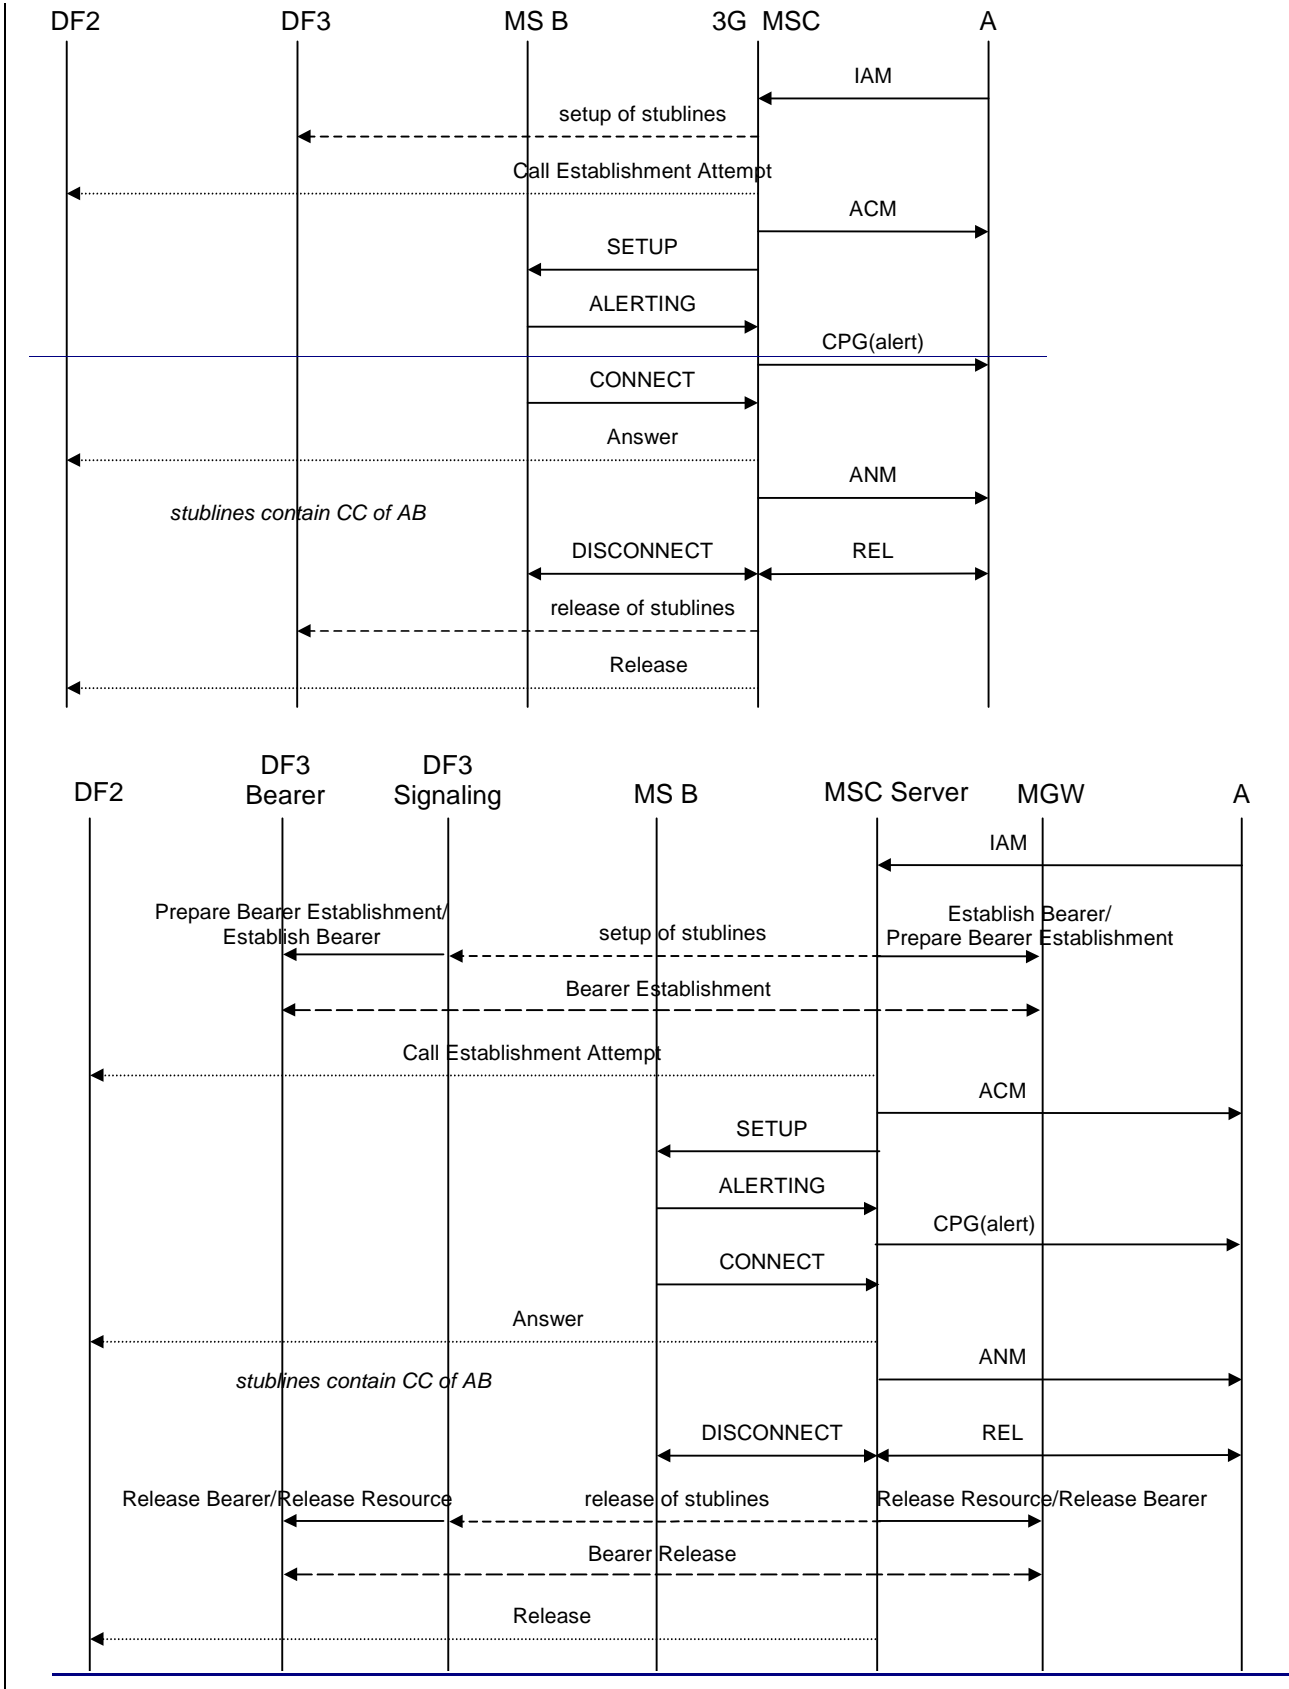 DF2 DF3 MS B 3G MSC A
IAM
setup of stublines
Call Establishment Attempt
ACM
SETUP
ALERTING
CPG(alert)
CONNECT
Answer
ANM
stublines contain CC of AB
DISCONNECT REL
release of stublines
Release
DF3 DF3
DF2 Bearer Signaling MS B MSC Server MGW A
IAM
Prepare Bearer Establishment/
Establish Bearer
setup of stublines
Establish Bearer/
Prepare Bearer Establishment
Bearer Establishment
Call Establishment Attempt
ACM
SETUP
ALERTING
CPG(alert)
CONNECT
Answer
ANM
stublines contain CC of AB
DISCONNECT REL
Release Bearer/Release Resource release of stublines Release Resource/Release Bearer
Bearer Release
Release